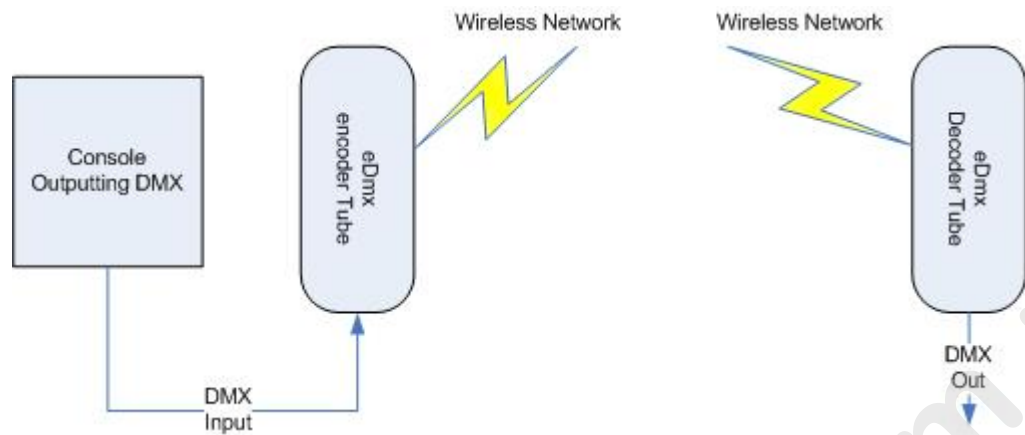 Wireless Network
Wireless Network
Console
Outputting DMX
eDmx
encoder Tube
eDmx
Decoder Tube
DMX
Input
DMX
Out